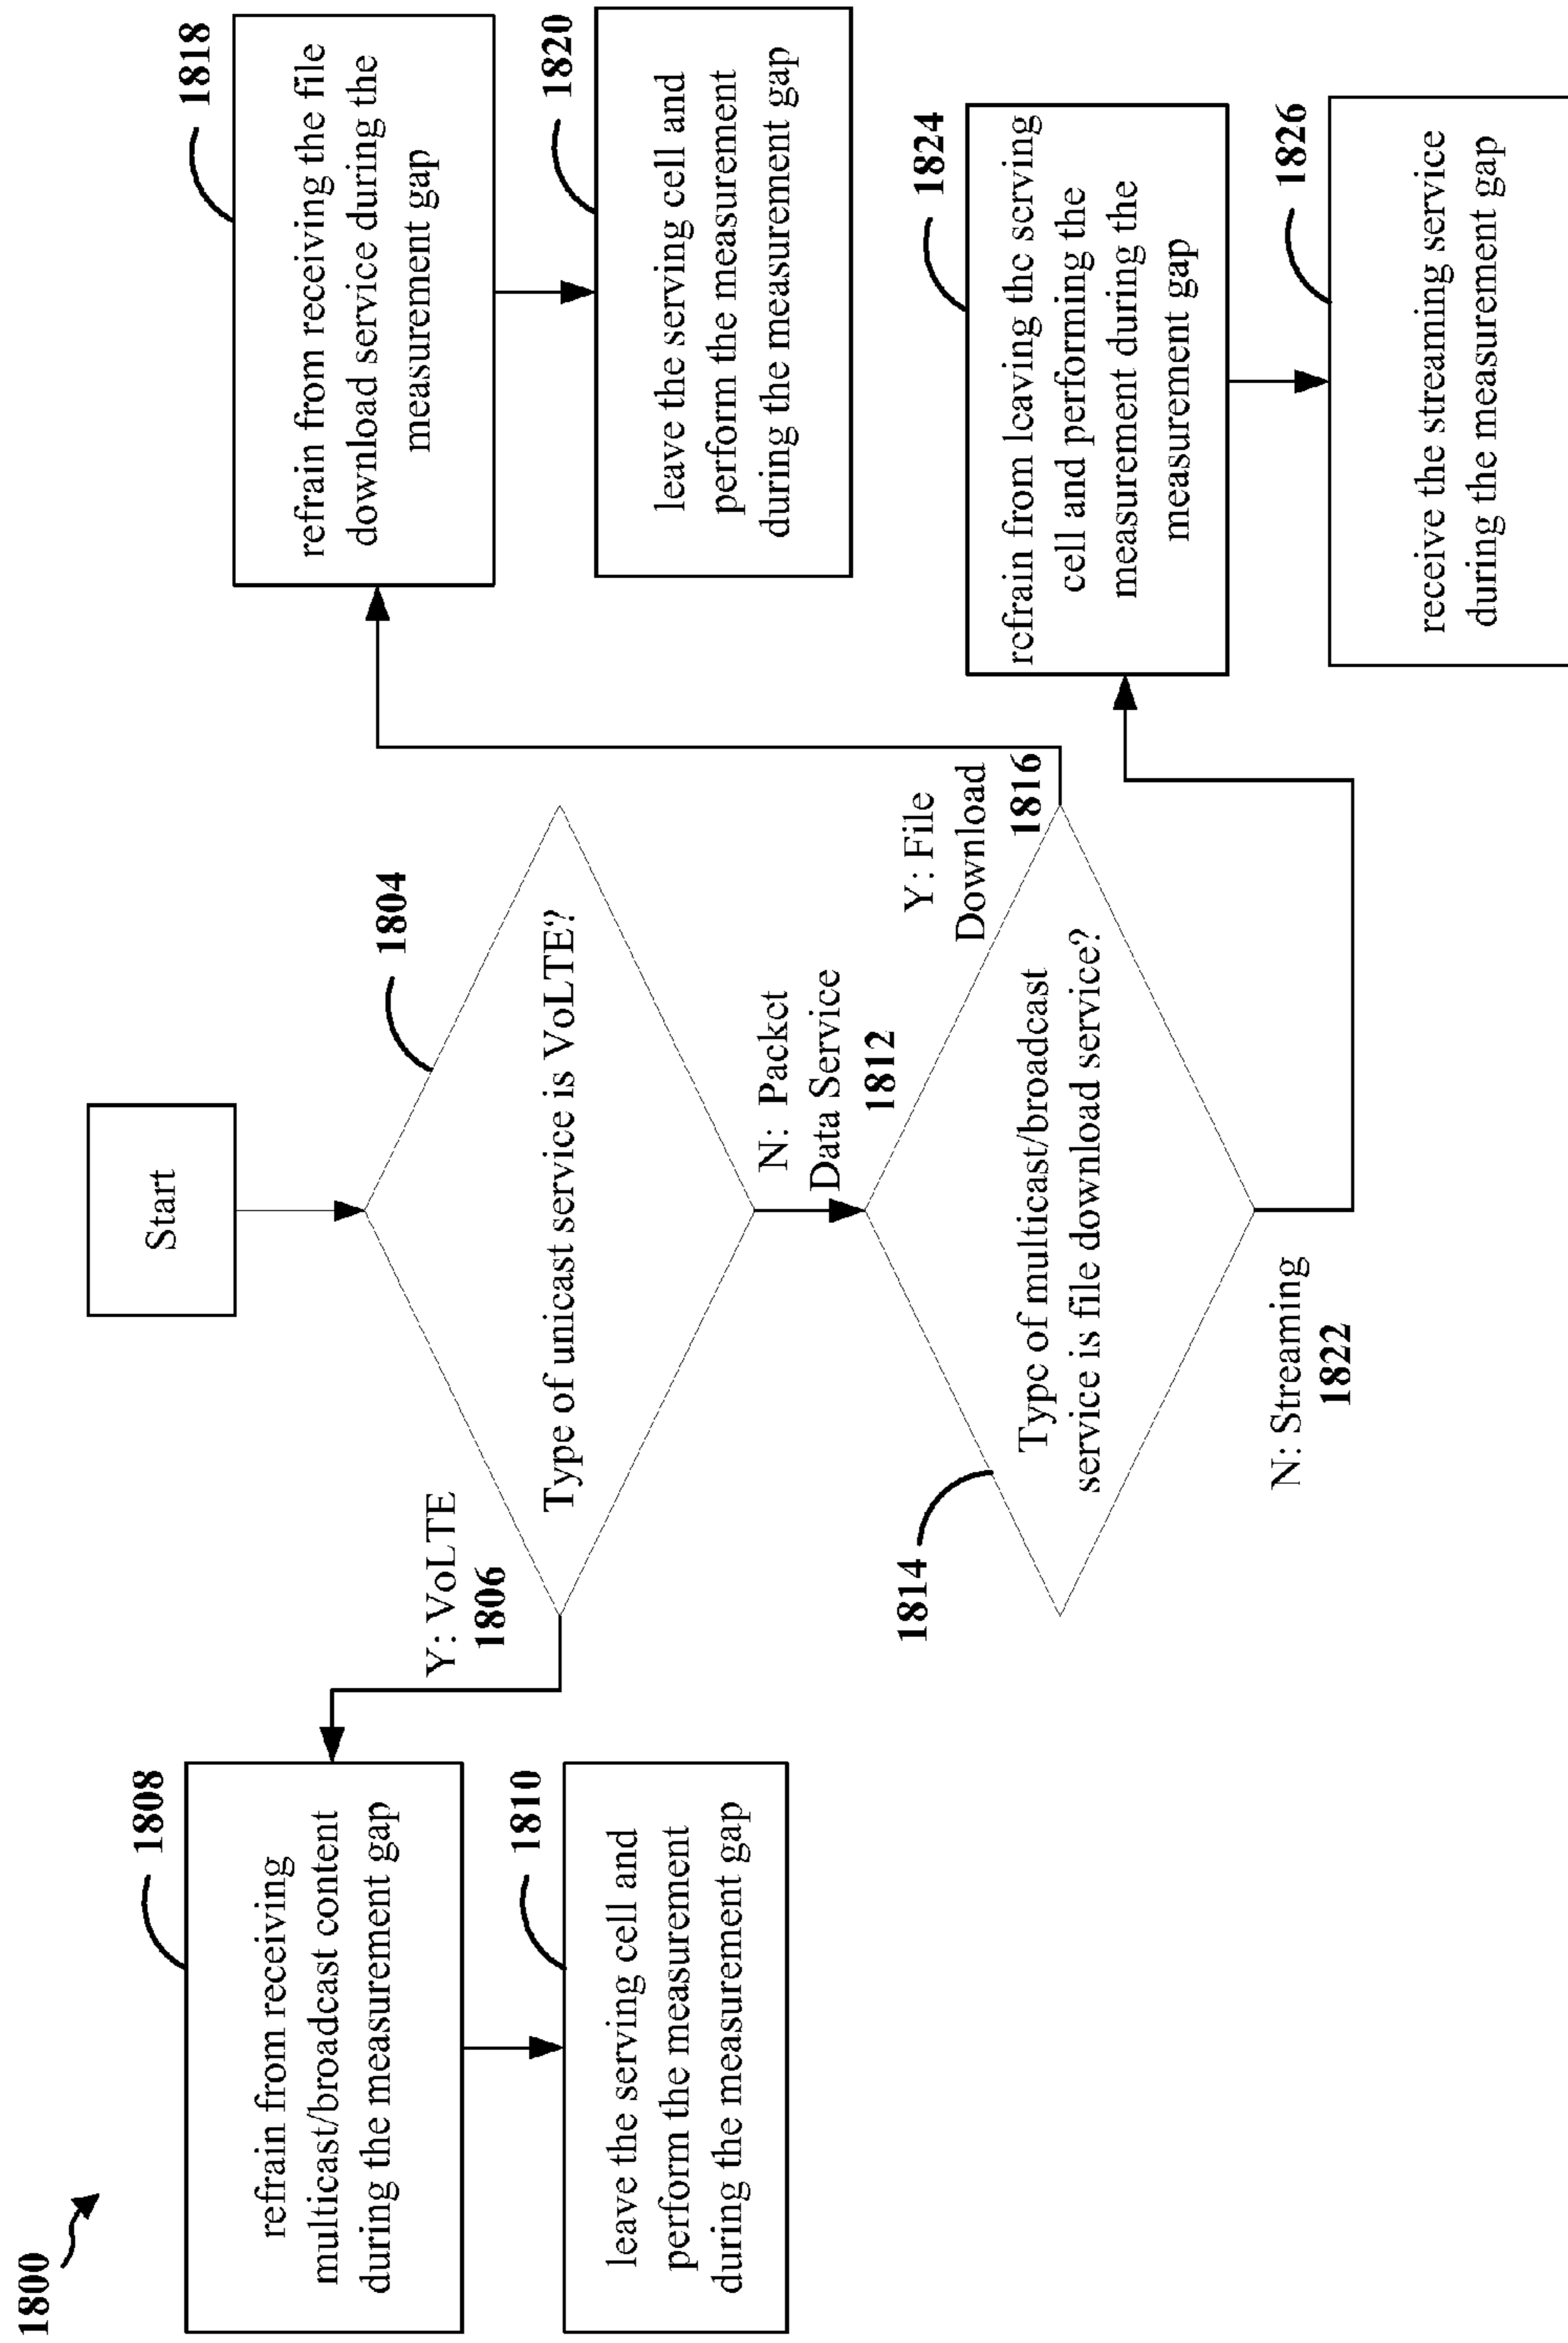 1800
Start
1804
Type of unicast service is VoLTE?
Y: VoLTE
1806
1808
refrain from receiving
multicast/broadcast content
during the measurement gap
1810
leave the serving cell and
perform the measurement
during the measurement gap
N: Packet
Data Service
1812
1814
Type of multicast/broadcast
service is file download service?
Y: File
Download
1816
1818
refrain from receiving the file
download service during the
measurement gap
1820
leave the serving cell and
perform the measurement
during the measurement gap
N: Streaming
1822
1824
refrain from leaving the serving
cell and performing the
measurement during the
measurement gap
1826
receive the streaming service
during the measurement gap